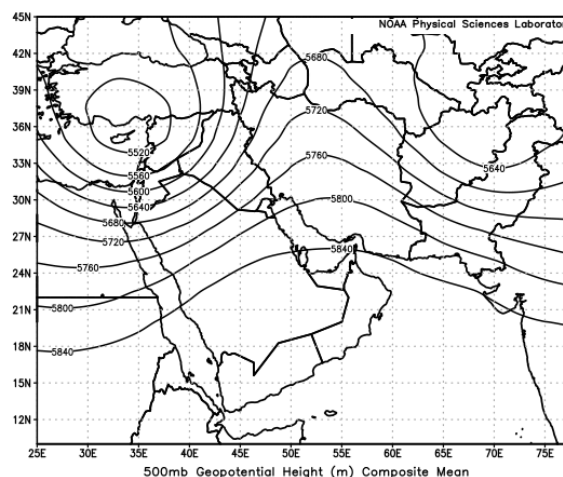 NOAA Physical Sciences Laborator
45N
42N
39N
36N
33N
30N
27N
24N
21N
18N
15N
12N
5680
5720
5760
5800
5840
5640
5520
5560
5600
5640
5680
5720
5760
5800
5840
25E 30E 35E 40E 45E 50E 55E 60E 65E 70E 75E
500mb Geopotential Height (m) Composite Mean